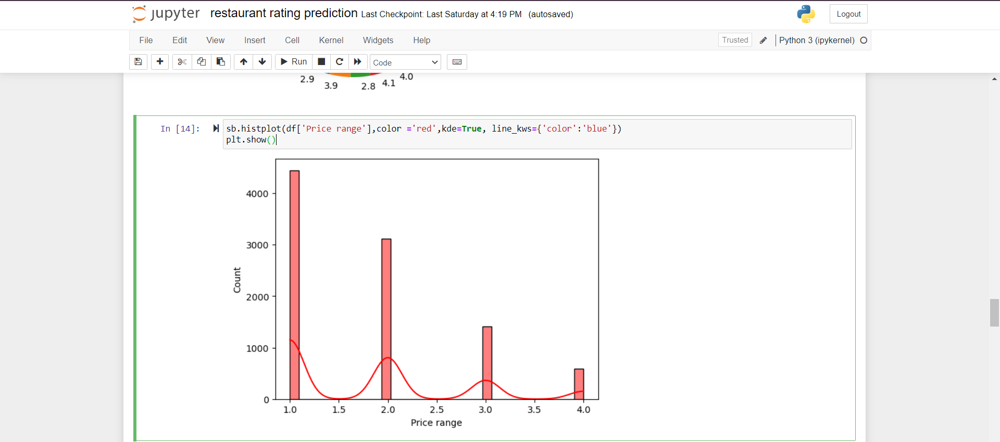 jupyter restaurant rating prediction Last Checkpoint: Last Saturday at 4:19 PM (autosaved) Logout
File Edit View Insert Cell Kernel Widgets Help Trusted Python 3 (ipykernel)
Run Code
2.9 3.9 2.8 4.1 4.0
In [14]: sb.histplot(df['Price range'],color ='red',kde=True, line_kws={'color':'blue'})
plt.show()
4000
3000
2000
1000
0
Count
1.0 1.5 2.0 2.5 3.0 3.5 4.0
Price range